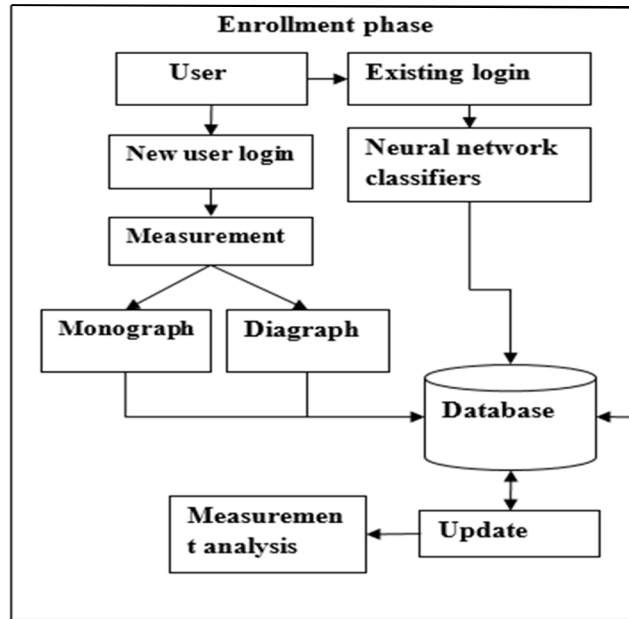 Enrollment phase
User
Existing login
New user login
Neural network
classifiers
Measurement
Monograph
Diagraph
Database
Measuremen
t analysis
Update